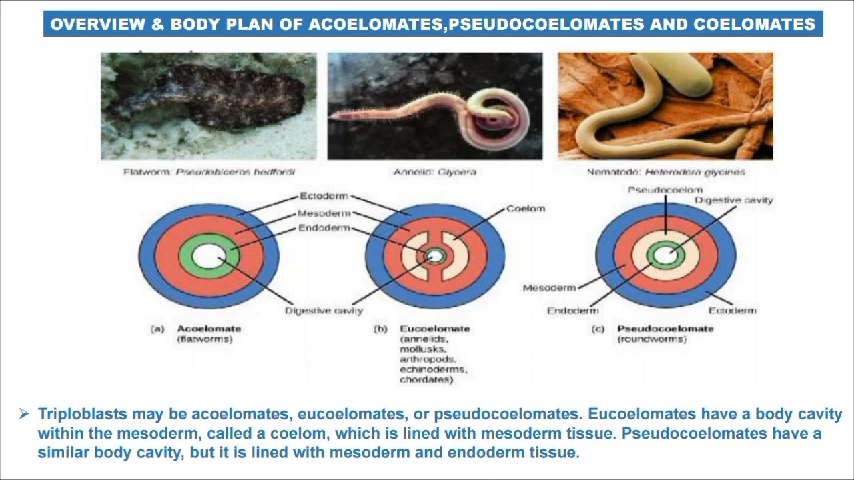 OVERVIEW & BODY PLAN OF ACOELOMATES,PSEUDOCOELOMATES AND COELOMATES
Flatworm: Pseudobiceros bedfordi
Annelid: Glycera
Nematode: Heterodera glycines
Ectoderm
Mesoderm
Endoderm
Digestive cavity
Coelom
Pseudocoelom
Digestive cavity
Mesoderm
Endoderm
Ectoderm
(a) Acoelomate
(flatworms)
(b) Eucoelomate
(annelids,
mollusks,
arthropods,
echinoderms,
chordates)
(c) Pseudocoelomate
(roundworms)
➢ Triploblasts may be acoelomates, eucoelomates, or pseudocoelomates. Eucoelomates have a body cavity
within the mesoderm, called a coelom, which is lined with mesoderm tissue. Pseudocoelomates have a
similar body cavity, but it is lined with mesoderm and endoderm tissue.